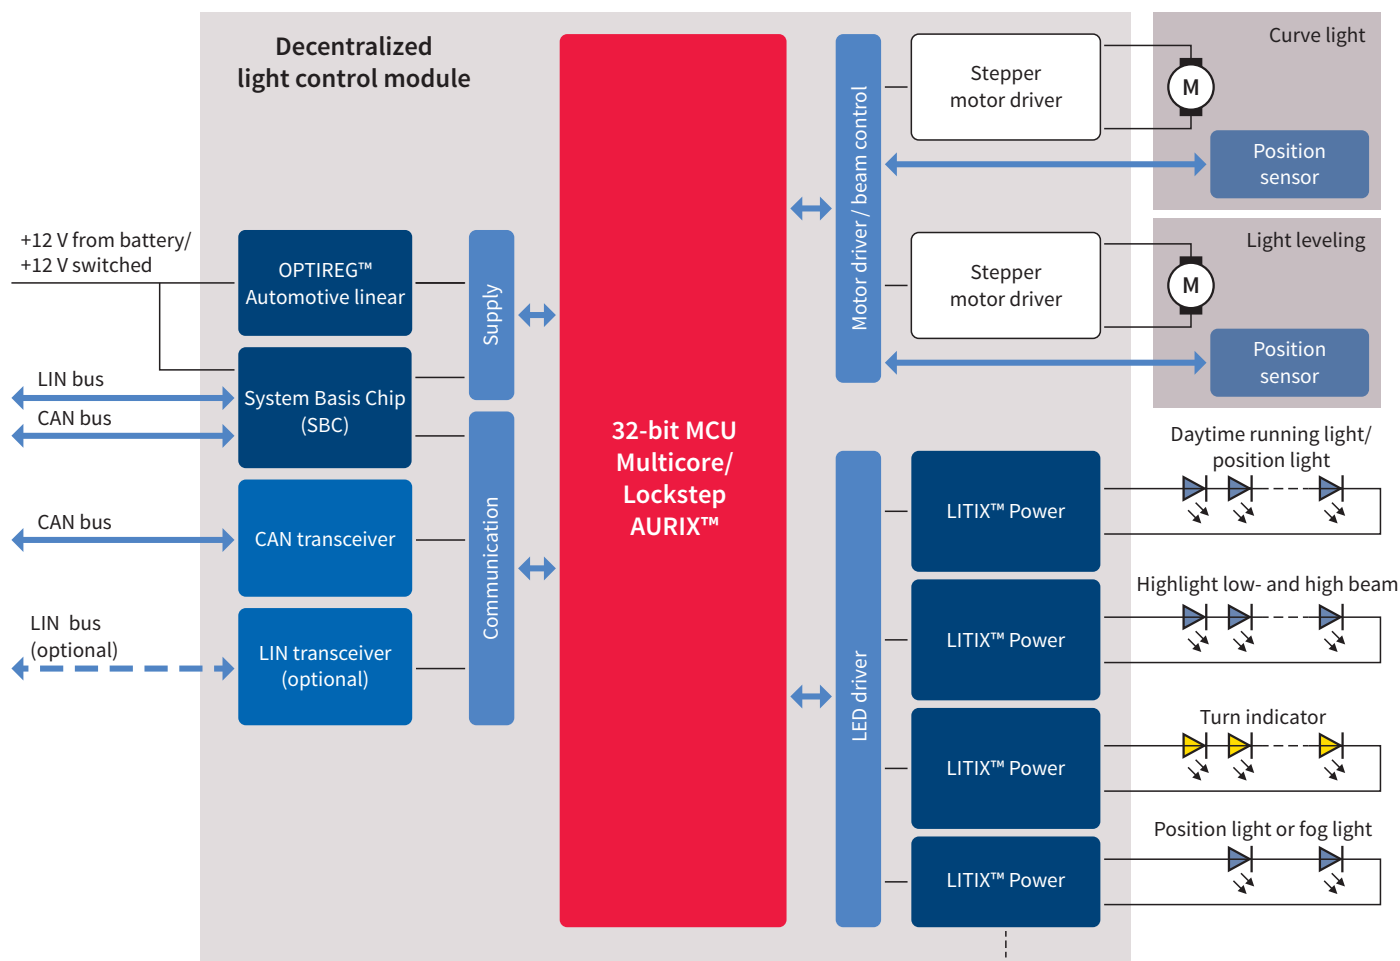 Decentralized
light control module
+12 V from battery/
+12 V switched
LIN bus
CAN bus
CAN bus
LIN bus
(optional)
OPTIREG™
Automotive linear
System Basis Chip
(SBC)
CAN transceiver
LIN transceiver
(optional)
Supply
Communication
32-bit MCU
Multicore/
Lockstep
AURIX™
Motor driver / beam control
LED driver
Stepper
motor driver
Stepper
motor driver
LITIX™ Power
LITIX™ Power
LITIX™ Power
LITIX™ Power
Curve light
M
Position
sensor
Light leveling
M
Position
sensor
Daytime running light/
position light
Highlight low- and high beam
Turn indicator
Position light or fog light